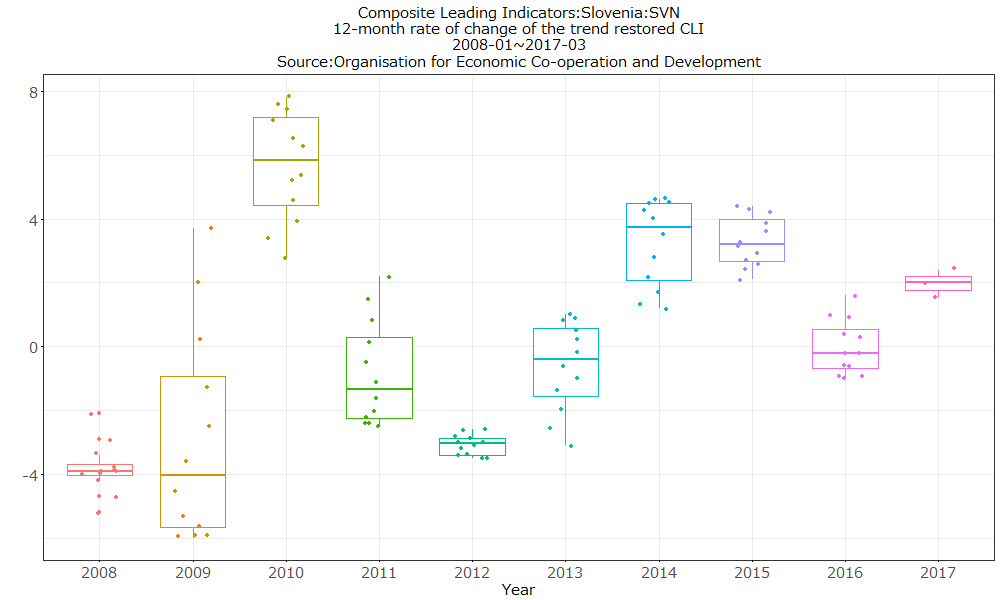 Composite Leading Indicators:Slovenia:SVN
12-month rate of change of the trend restored CLI
2008-01~2017-03
Source:Organisation for Economic Co-operation and Development
8
4
0
−4
2008 2009 2010 2011 2012 2013 2014 2015 2016 2017
Year